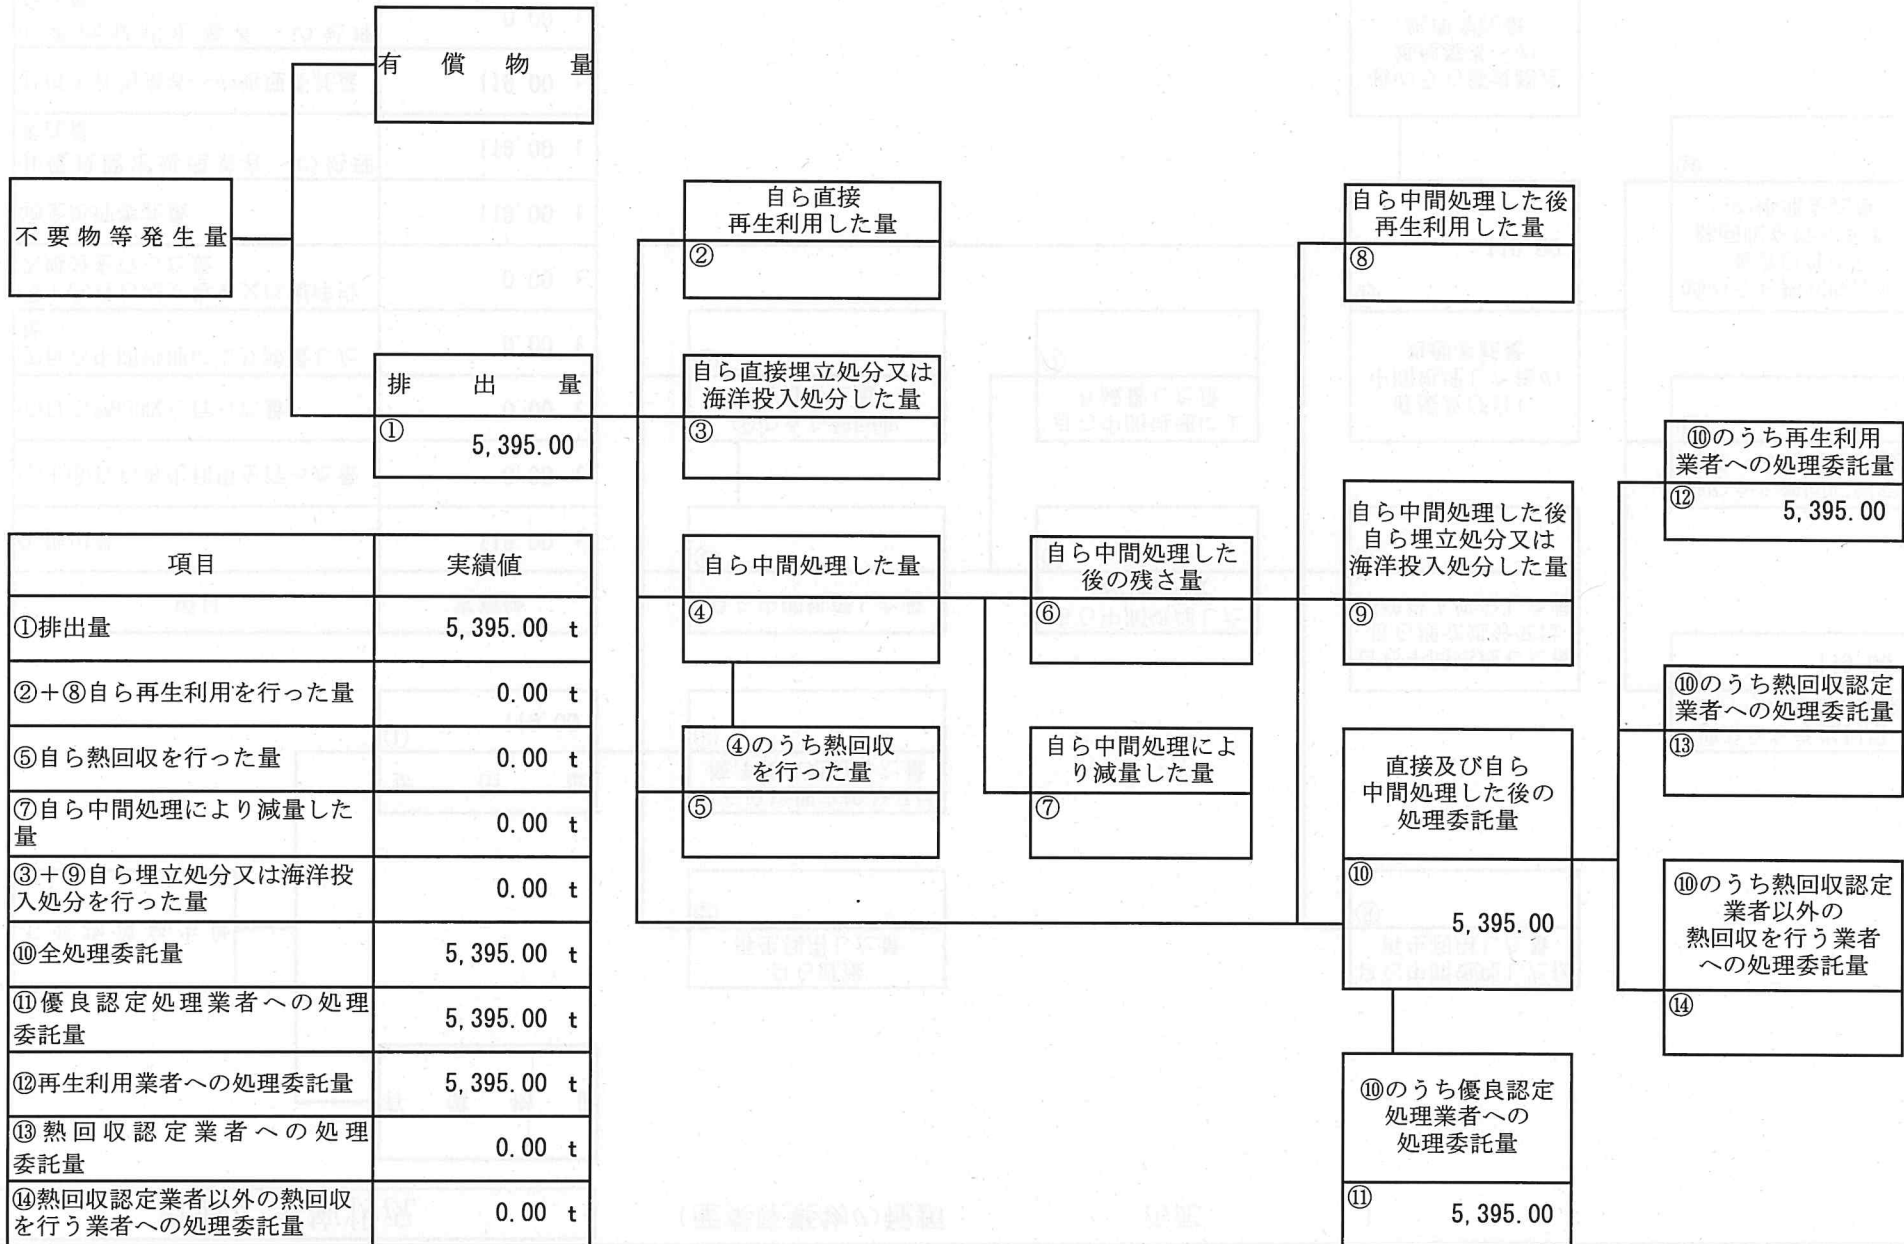 有償物量
不要物等発生量
排出量
①
5,395.00
自ら直接
再生利用した量
②
自ら直接埋立処分又は
海洋投入処分した量
③
自ら中間処理した量
④
④のうち熱回収
を行った量
⑤
自ら中間処理した
後の残さ量
⑥
自ら中間処理によ
り減量した量
⑦
自ら中間処理した後
再生利用した量
⑧
自ら中間処理した後
自ら埋立処分又は
海洋投入処分した量
⑨
直接及び自ら
中間処理した後の
処理委託量
⑩
5,395.00
⑩のうち優良認定
処理業者への
処理委託量
⑪
5,395.00
⑩のうち再生利用
業者への処理委託量
⑫
5,395.00
⑩のうち熱回収認定
業者への処理委託量
⑬
⑩のうち熱回収認定
業者以外の
熱回収を行う業者
への処理委託量
⑭
項目 実績値
①排出量 5,395.00 t
②+⑧自ら再生利用を行った量 0.00 t
⑤自ら熱回収を行った量 0.00 t
⑦自ら中間処理により減量した
量 0.00 t
③+⑨自ら埋立処分又は海洋投
入処分を行った量 0.00 t
⑩全処理委託量 5,395.00 t
⑪優良認定処理業者への処理
委託量 5,395.00 t
⑫再生利用業者への処理委託量 5,395.00 t
⑬熱回収認定業者への処理
委託量 0.00 t
⑭熱回収認定業者以外の熱回収
を行う業者への処理委託量 0.00 t